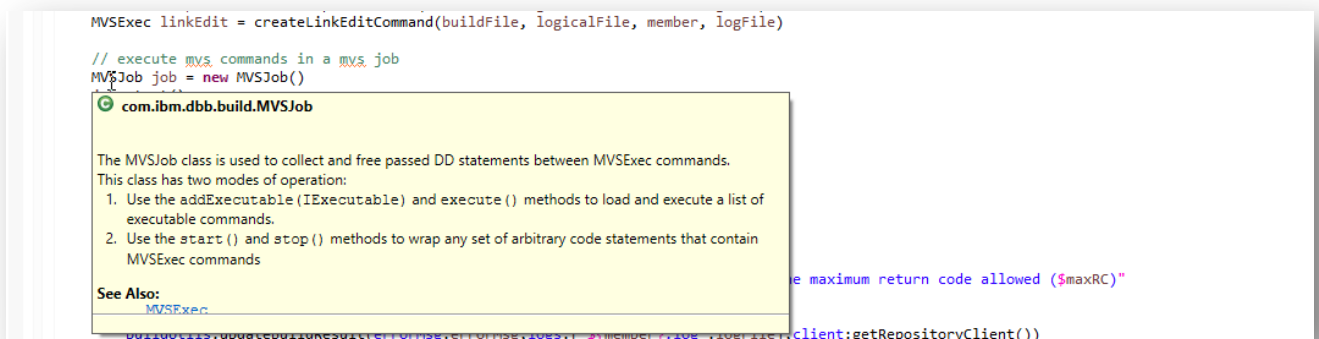 MVSExec linkEdit = createLinkEditCommand(buildFile, logicalFile, member, logFile)
// execute mvs commands in a mvs job
MVSJob job = new MVSJob()
com.ibm.dbb.build.MVSJob
The MVSJob class is used to collect and free passed DD statements between MVSExec commands.
This class has two modes of operation:
1. Use the addExecutable(IExecutable) and execute() methods to load and execute a list of
executable commands.
2. Use the start() and stop() methods to wrap any set of arbitrary code statements that contain
MVSExec commands
e maximum return code allowed ($maxRC)"
See Also:
MVSExec
client:getRepositoryClient())